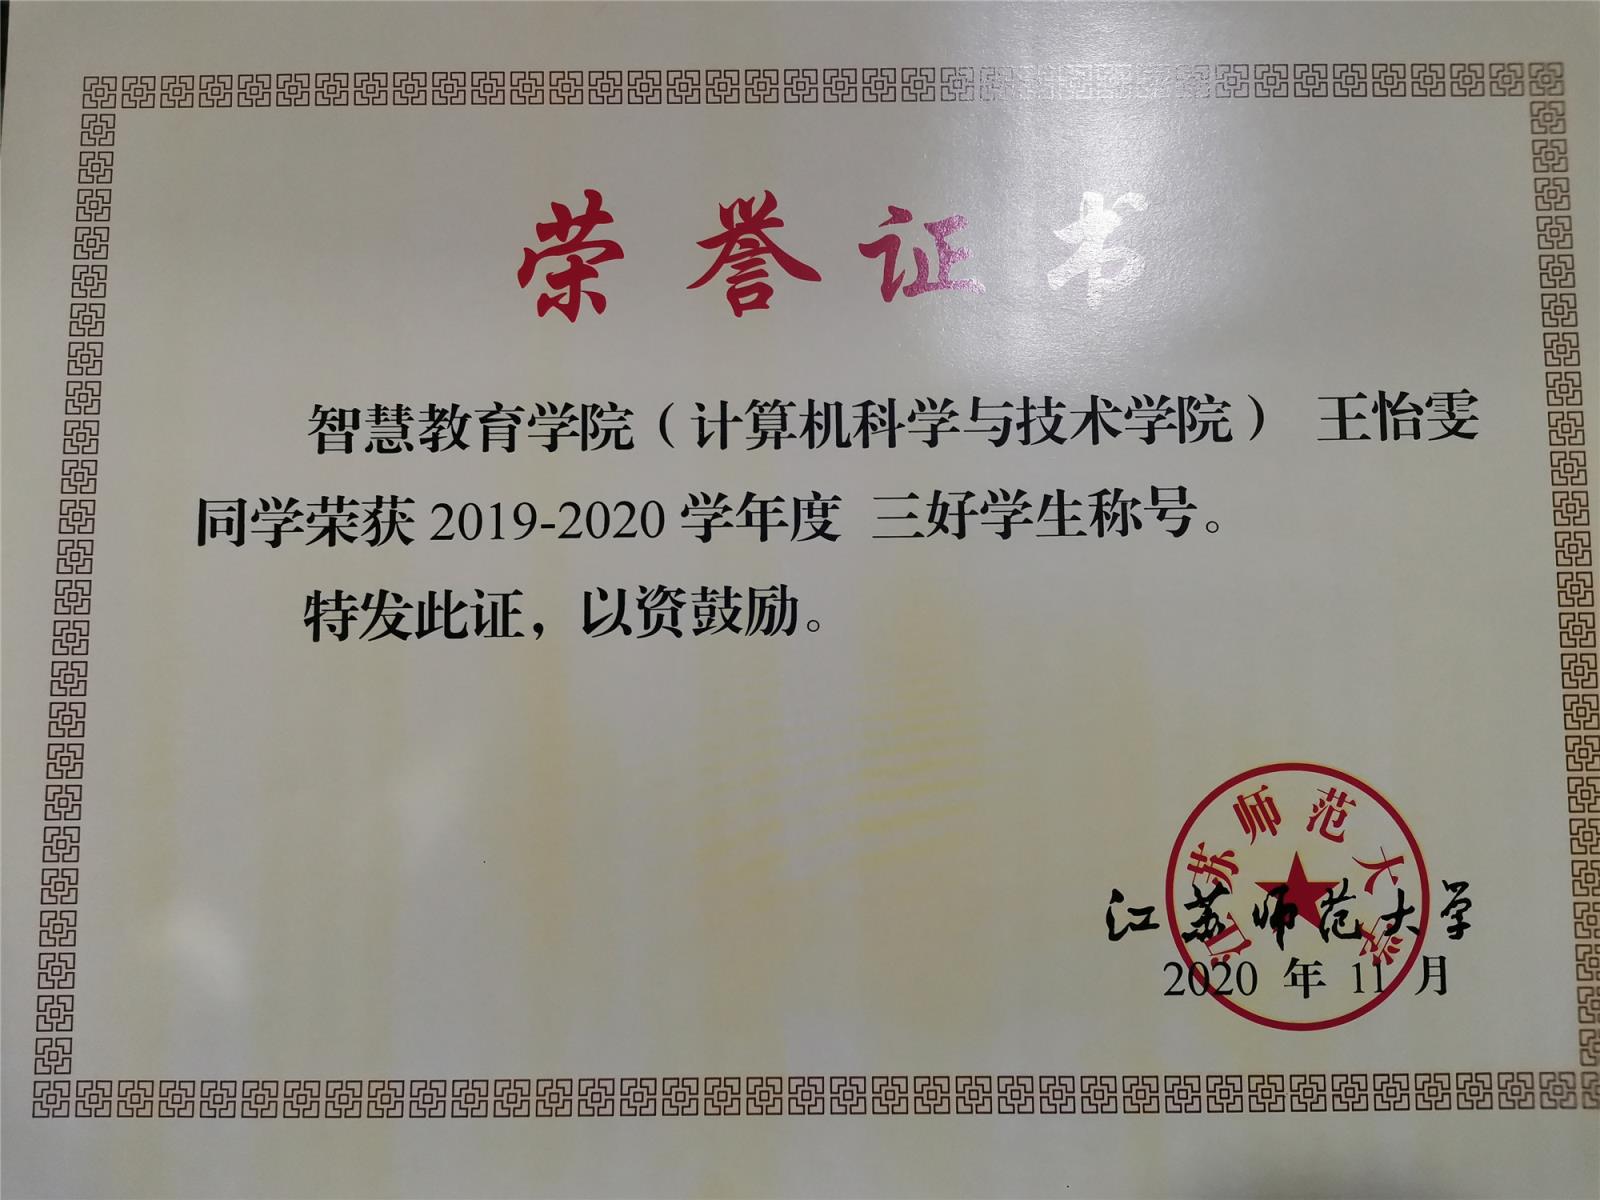 荣誉证书
智慧教育学院（计算机科学与技术学院） 王怡雯
同学荣获 2019-2020 学年度 三好学生称号。
特发此证，以资鼓励。
江苏师范大学
江苏师范大学
2020 年 11 月